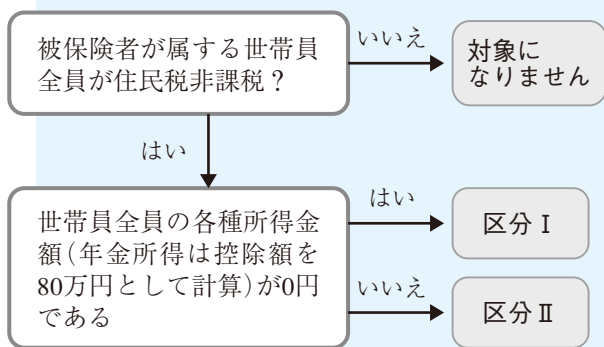 被保険者が属する世帯員
全員が住民税非課税？
いいえ
対象に
なりません
はい
世帯員全員の各種所得金
額（年金所得は控除額を
80万円として計算）が0円
である
はい
区分Ⅰ
いいえ
区分Ⅱ